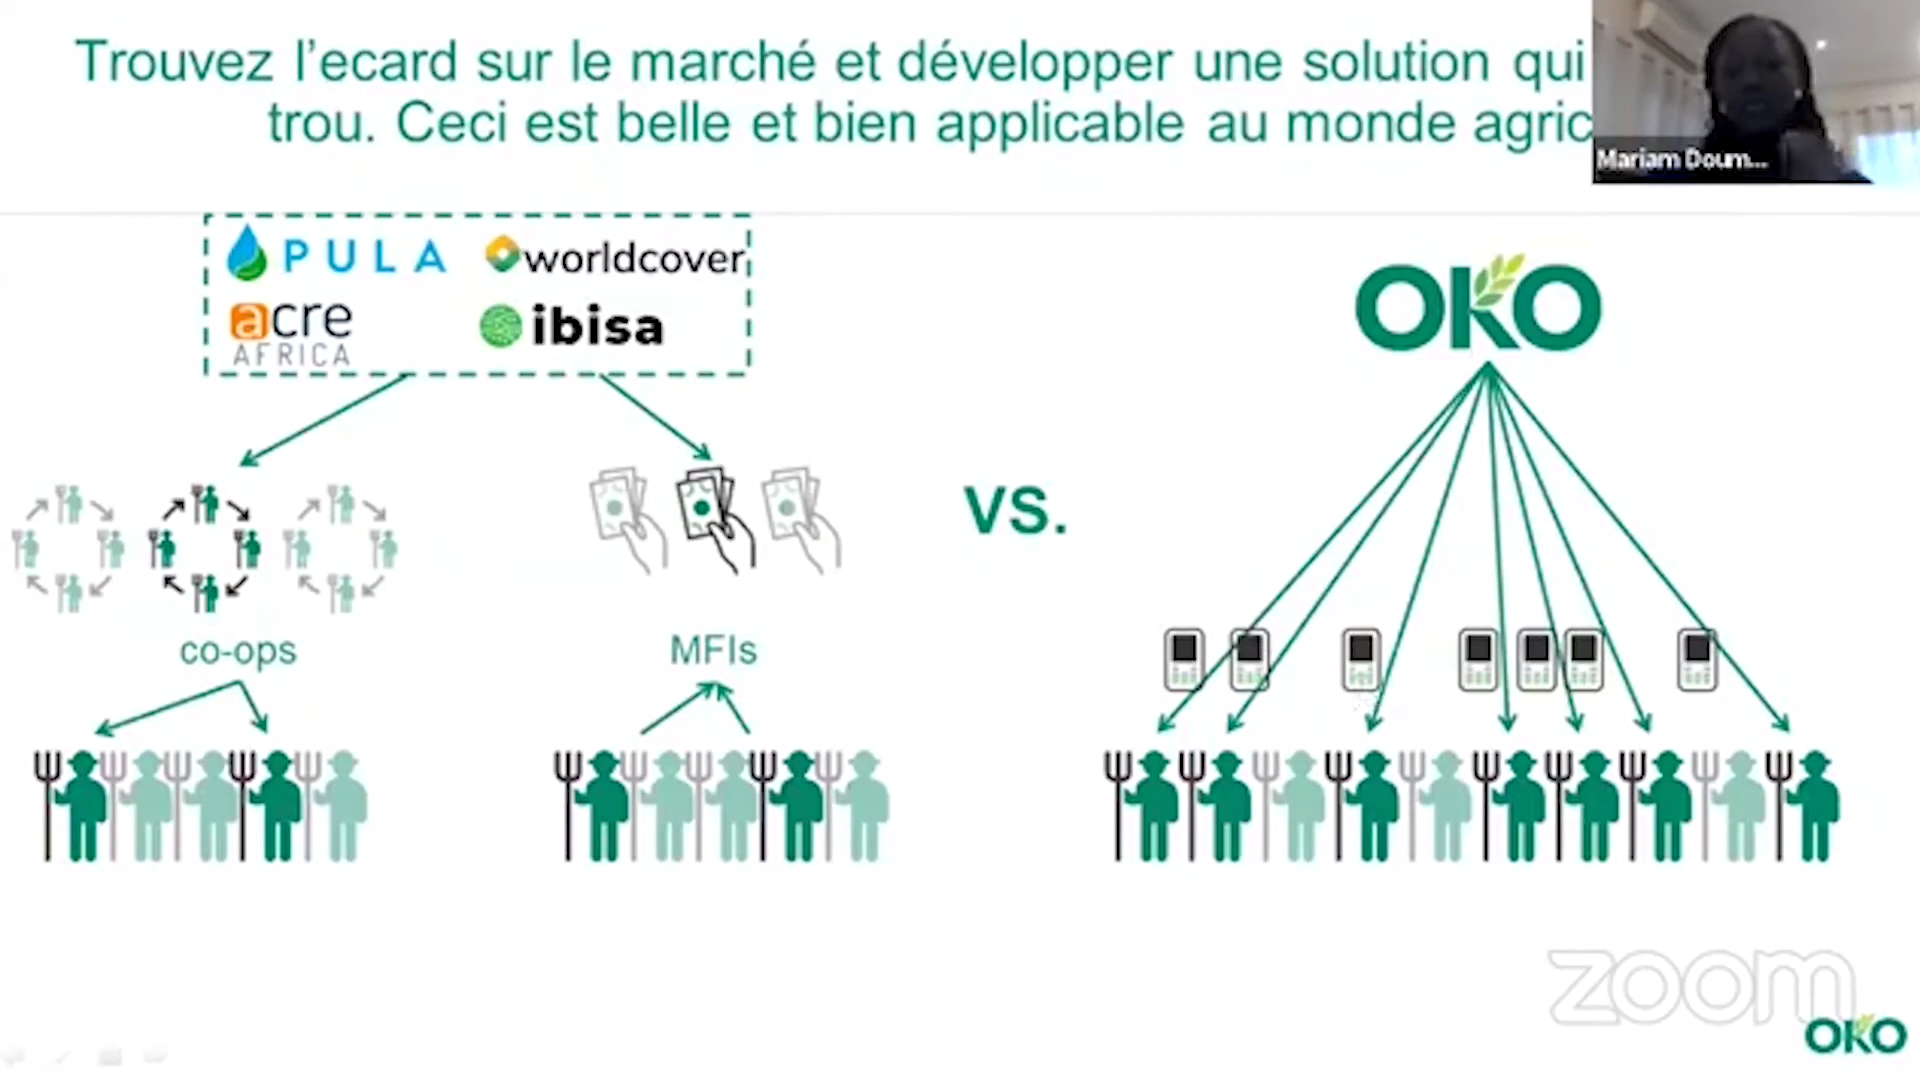 Trouvez l'ecard sur le marché et développer une solution qui
trou. Ceci est belle et bien applicable au monde agric
Mariam Doum...
PULA
worldcover
acre
AFRICA
ibisa
OKO
vs.
co-ops
MFIs
zoom
OKO